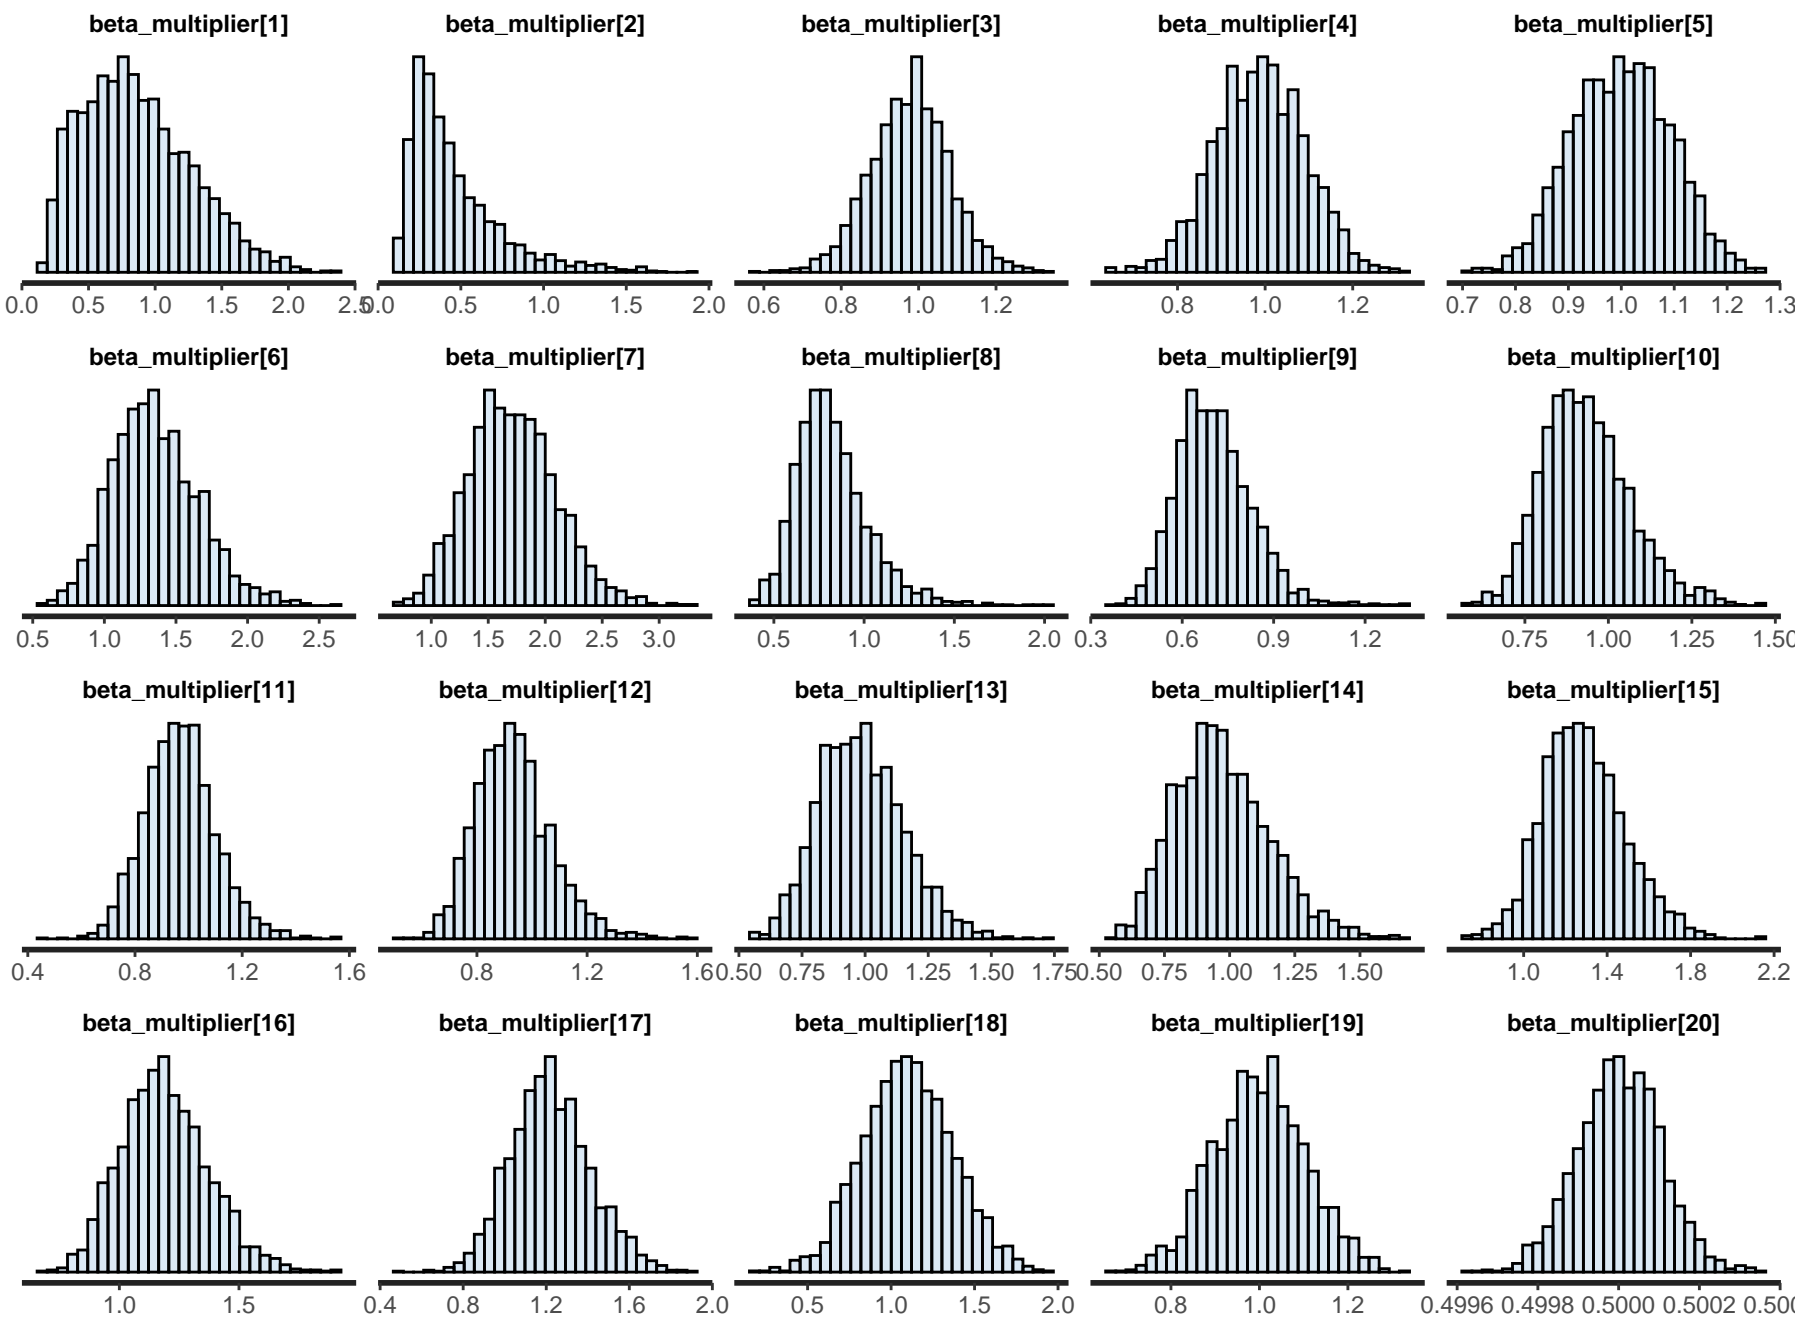 beta_multiplier[1] beta_multiplier[2] beta_multiplier[3] beta_multiplier[4] beta_multiplier[5]
0.0 0.5 1.0 1.5 2.0 2.5 0.0 0.5 1.0 1.5 2.0 0.6 0.8 1.0 1.2 0.8 1.0 1.2 0.7 0.8 0.9 1.0 1.1 1.2 1.3
beta_multiplier[6] beta_multiplier[7] beta_multiplier[8] beta_multiplier[9] beta_multiplier[10]
0.5 1.0 1.5 2.0 2.5 1.0 1.5 2.0 2.5 3.0 0.5 1.0 1.5 2.0 0.3 0.6 0.9 1.2 0.75 1.00 1.25 1.50
beta_multiplier[11] beta_multiplier[12] beta_multiplier[13] beta_multiplier[14] beta_multiplier[15]
0.4 0.8 1.2 1.6 0.8 1.2 1.6 0.50 0.75 1.00 1.25 1.50 1.75 0.50 0.75 1.00 1.25 1.50 1.0 1.4 1.8 2.2
beta_multiplier[16] beta_multiplier[17] beta_multiplier[18] beta_multiplier[19] beta_multiplier[20]
1.0 1.5 0.4 0.8 1.2 1.6 2.0 0.5 1.0 1.5 2.0 0.8 1.0 1.2 0.4996 0.4998 0.5000 0.5002